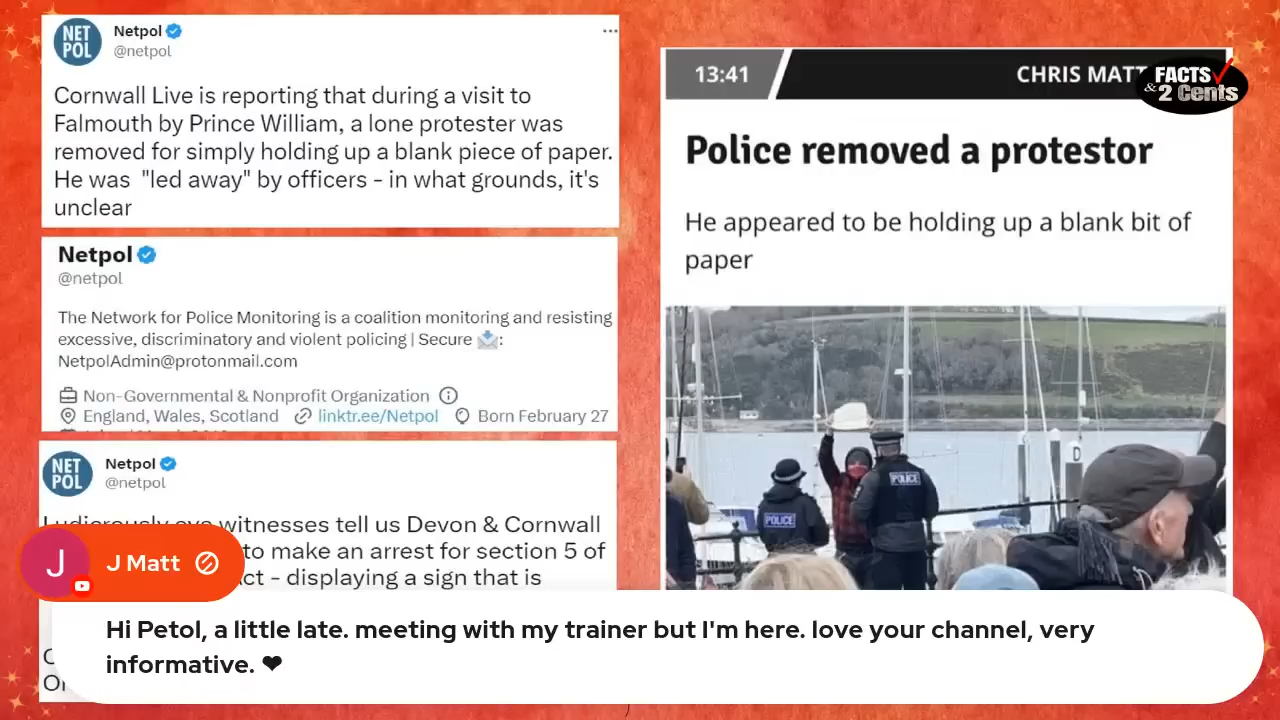 NET
POL
Netpol
@netpol
Cornwall Live is reporting that during a visit to
Falmouth by Prince William, a lone protester was
removed for simply holding up a blank piece of paper.
He was "led away" by officers - in what grounds, it's
unclear
Netpol
@netpol
The Network for Police Monitoring is a coalition monitoring and resisting
excessive, discriminatory and violent policing | Secure 📩:
NetpolAdmin@protonmail.com
Non-Governmental & Nonprofit Organization
England, Wales, Scotland linktr.ee/Netpol Born February 27
NET
POL
Netpol
@netpol
witnesses tell us Devon & Cornwall
to make an arrest for section 5 of
- displaying a sign that is
13:41 CHRIS MATT
FACTS
& 2 Cents
Police removed a protestor
He appeared to be holding up a blank bit of
paper
POLICE
POLICE
D
J
J Matt
Hi Petol, a little late. meeting with my trainer but I'm here. love your channel, very
informative. ❤